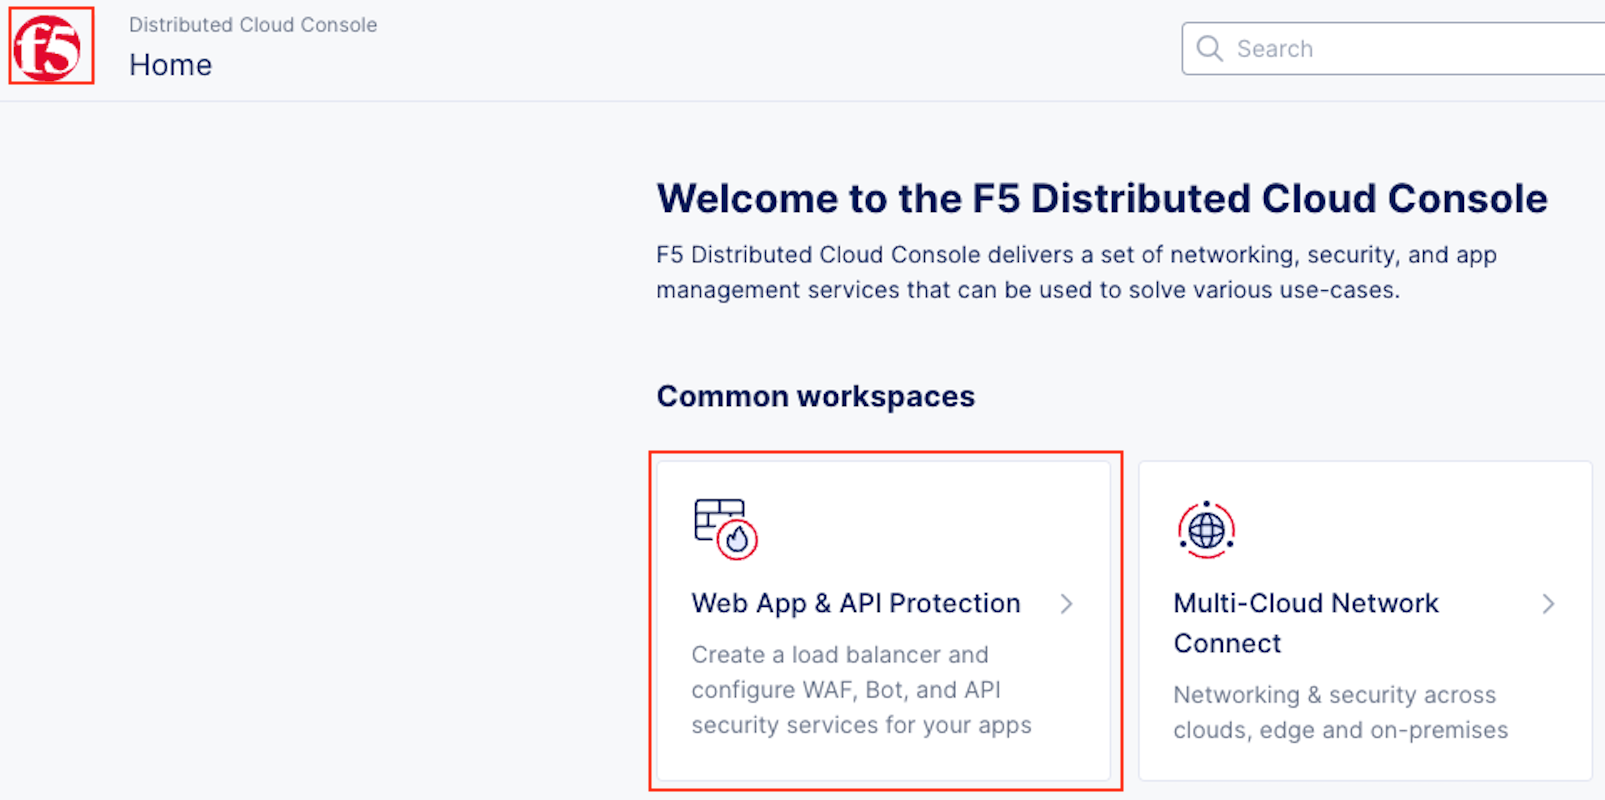 f5
Distributed Cloud Console
Home
Search
Welcome to the F5 Distributed Cloud Console
F5 Distributed Cloud Console delivers a set of networking, security, and app
management services that can be used to solve various use-cases.
Common workspaces
Web App & API Protection
Create a load balancer and
configure WAF, Bot, and API
security services for your apps
Multi-Cloud Network
Connect
Networking & security across
clouds, edge and on-premises